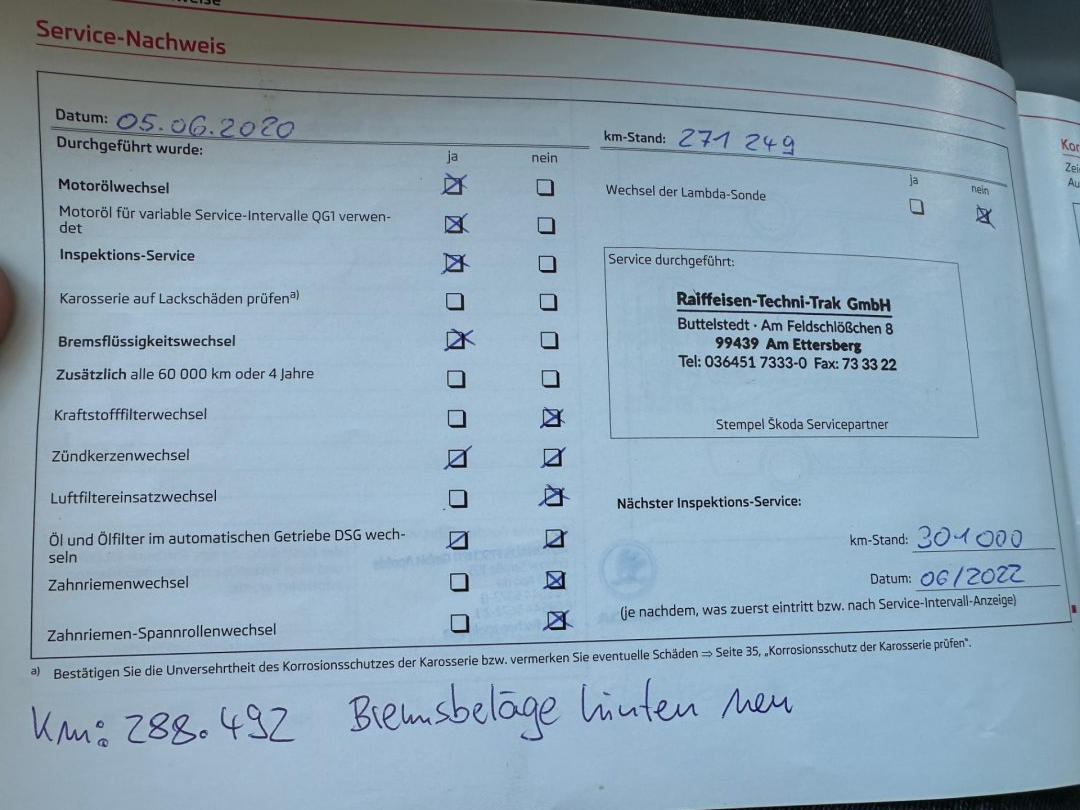 Service-Nachweis
Datum: 05.06.2020
km-Stand: 271 249
Durchgeführt wurde:
ja nein
Motorölwechsel
Motoröl für variable Service-Intervalle QG1 verwen-
det
Inspektions-Service
Karosserie auf Lackschäden prüfen a)
Bremsflüssigkeitswechsel
Zusätzlich alle 60 000 km oder 4 Jahre
Kraftstofffilterwechsel
Zündkerzenwechsel
Luftfiltereinsatzwechsel
Öl und Ölfilter im automatischen Getriebe DSG wech-
seln
Zahnriemenwechsel
Zahnriemen-Spannrollenwechsel
ja nein
Wechsel der Lambda-Sonde
Service durchgeführt:
Raiffeisen-Techni-Trak GmbH
Buttelstedt · Am Feldschlößchen 8
99439 Am Ettersberg
Tel: 036451 7333-0 Fax: 73 33 22
Stempel Škoda Servicepartner
Nächster Inspektions-Service:
km-Stand: 301 000
Datum: 06/2022
(je nachdem, was zuerst eintritt bzw. nach Service-Intervall-Anzeige)
a) Bestätigen Sie die Unversehrtheit des Korrosionsschutzes der Karosserie bzw. vermerken Sie eventuelle Schäden ⇒ Seite 35, „Korrosionsschutz der Karosserie prüfen“.
Km: 288.492 Bremsbeläge hinten neu